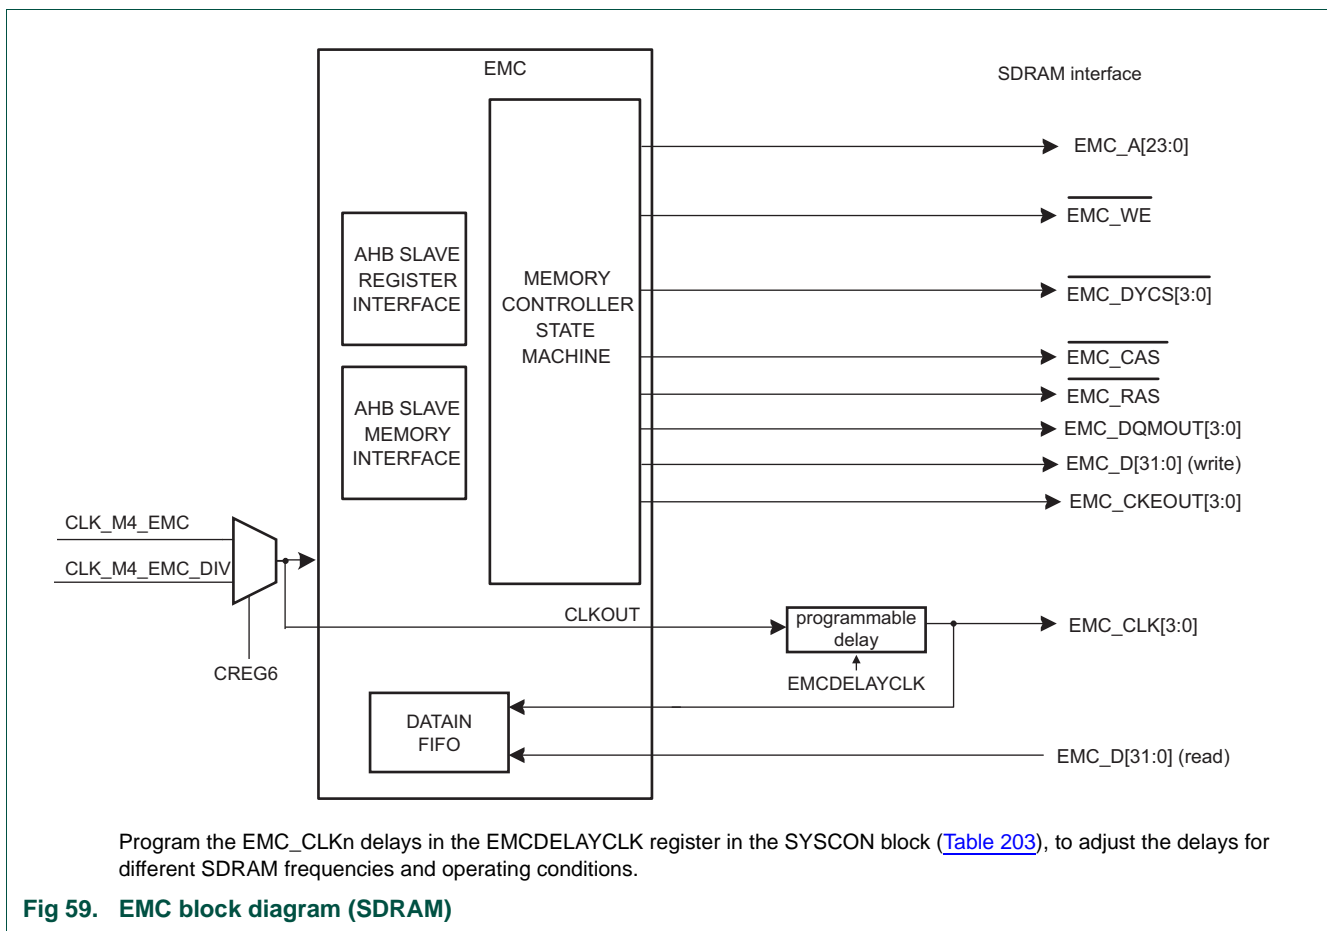 EMC
SDRAM interface
EMC_A[23:0]
EMC_WE
AHB SLAVE
REGISTER
INTERFACE
MEMORY
CONTROLLER
STATE
MACHINE
EMC_DYCS[3:0]
EMC_CAS
EMC_RAS
AHB SLAVE
MEMORY
INTERFACE
EMC_DQMOUT[3:0]
EMC_D[31:0] (write)
EMC_CKEOUT[3:0]
CLK_M4_EMC
CLK_M4_EMC_DIV
CREG6
CLKOUT
programmable
delay
EMC_CLK[3:0]
EMCDELAYCLK
DATAIN
FIFO
EMC_D[31:0] (read)
Program the EMC_CLKn delays in the EMCDELAYCLK register in the SYSCON block (Table 203), to adjust the delays for
different SDRAM frequencies and operating conditions.
Fig 59. EMC block diagram (SDRAM)